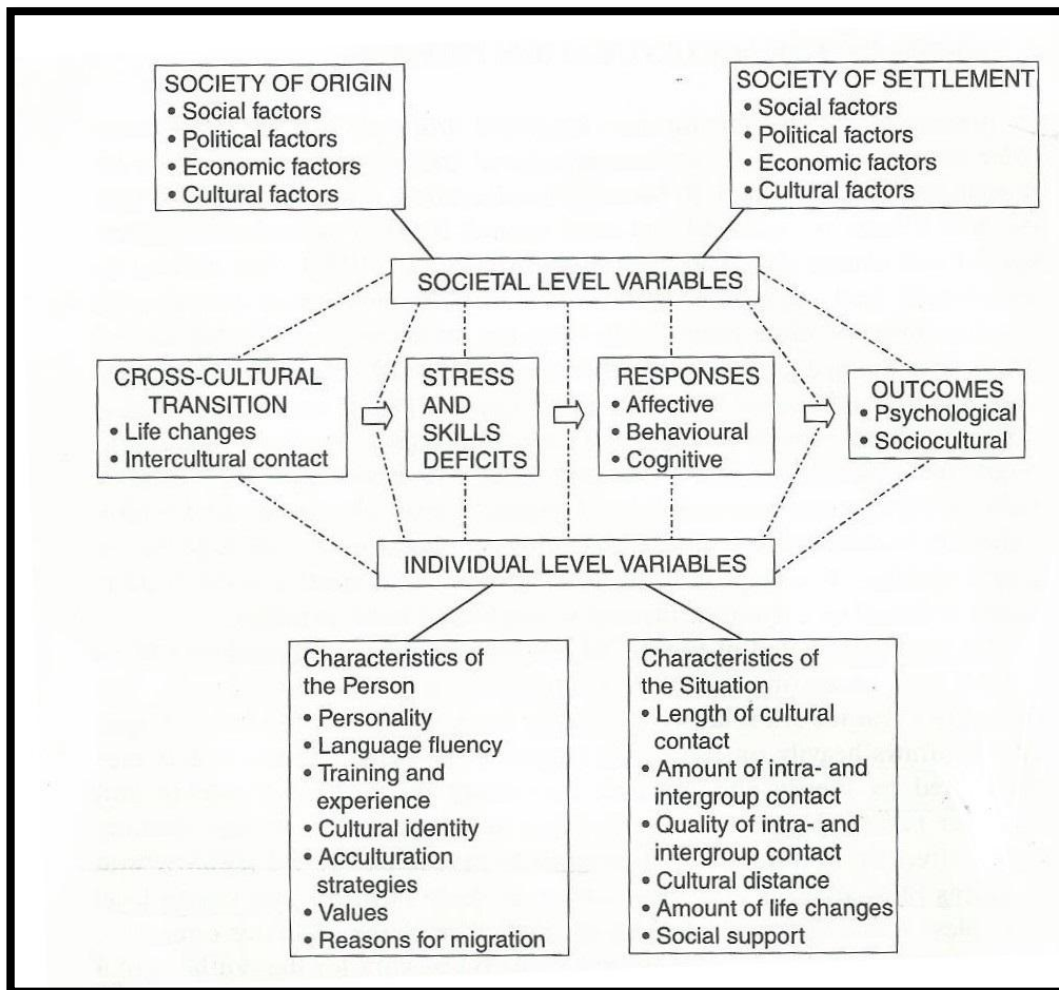 SOCIETY OF ORIGIN
• Social factors
• Political factors
• Economic factors
• Cultural factors
SOCIETY OF SETTLEMENT
• Social factors
• Political factors
• Economic factors
• Cultural factors
SOCIETAL LEVEL VARIABLES
CROSS-CULTURAL
TRANSITION
• Life changes
• Intercultural contact
STRESS
AND
SKILLS
DEFICITS
RESPONSES
• Affective
• Behavioural
• Cognitive
OUTCOMES
• Psychological
• Sociocultural
INDIVIDUAL LEVEL VARIABLES
Characteristics of
the Person
• Personality
• Language fluency
• Training and
experience
• Cultural identity
• Acculturation
strategies
• Values
• Reasons for migration
Characteristics of
the Situation
• Length of cultural
contact
• Amount of intra- and
intergroup contact
• Quality of intra- and
intergroup contact
• Cultural distance
• Amount of life changes
• Social support